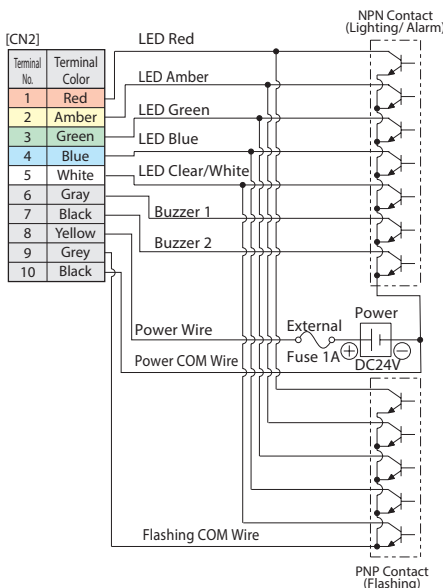 NPN Contact
(Lighting/ Alarm)
[CN2]
LED Red
Terminal No. Terminal Color
LED Amber
1 Red
2 Amber
LED Green
3 Green
LED Blue
4 Blue
LED Clear/White
5 White
6 Gray
Buzzer 1
7 Black
8 Yellow
Buzzer 2
9 Grey
10 Black
Power
Power Wire
External
Fuse 1A
+ −
DC24V
Power COM Wire
Flashing COM Wire
PNP Contact
(Flashing)